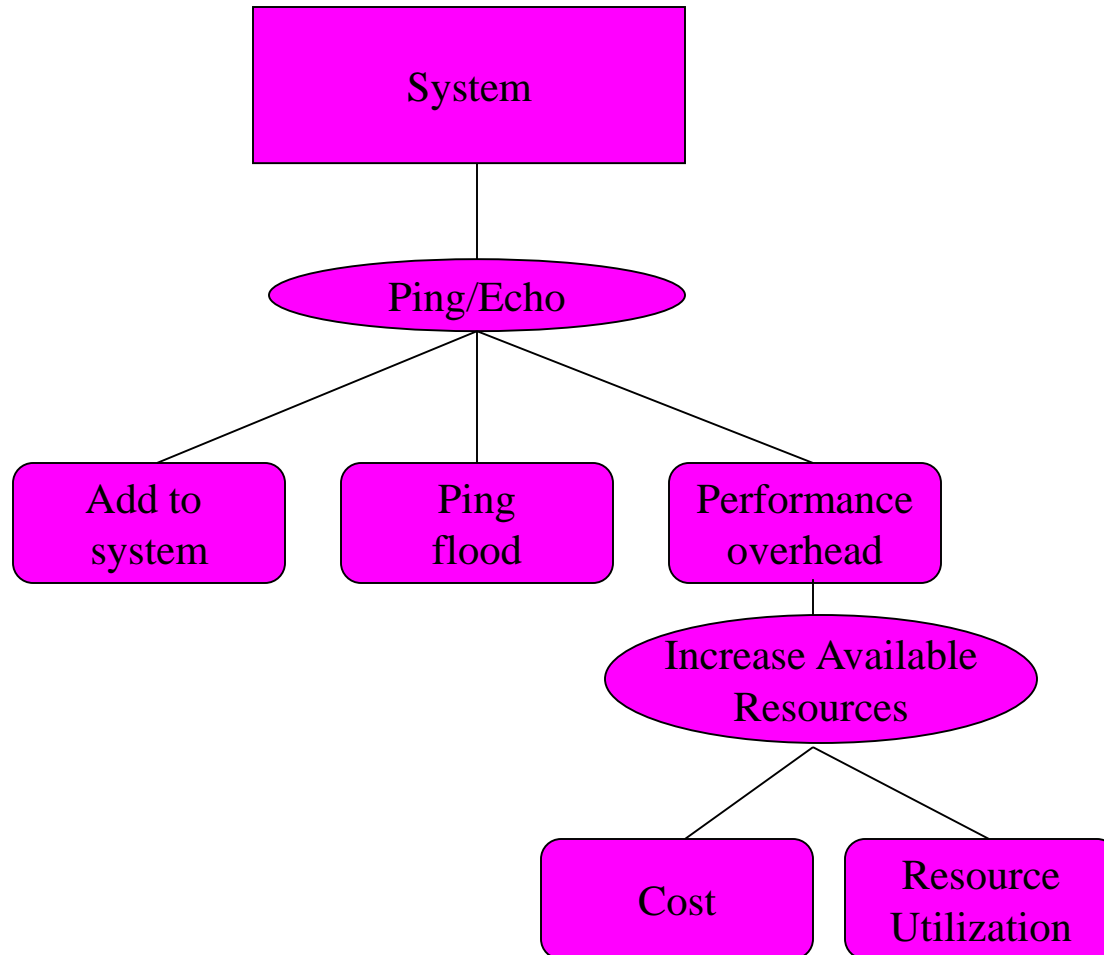 System
Ping/Echo
Add to
system
Ping
flood
Performance
overhead
Increase Available
Resources
Cost
Resource
Utilization